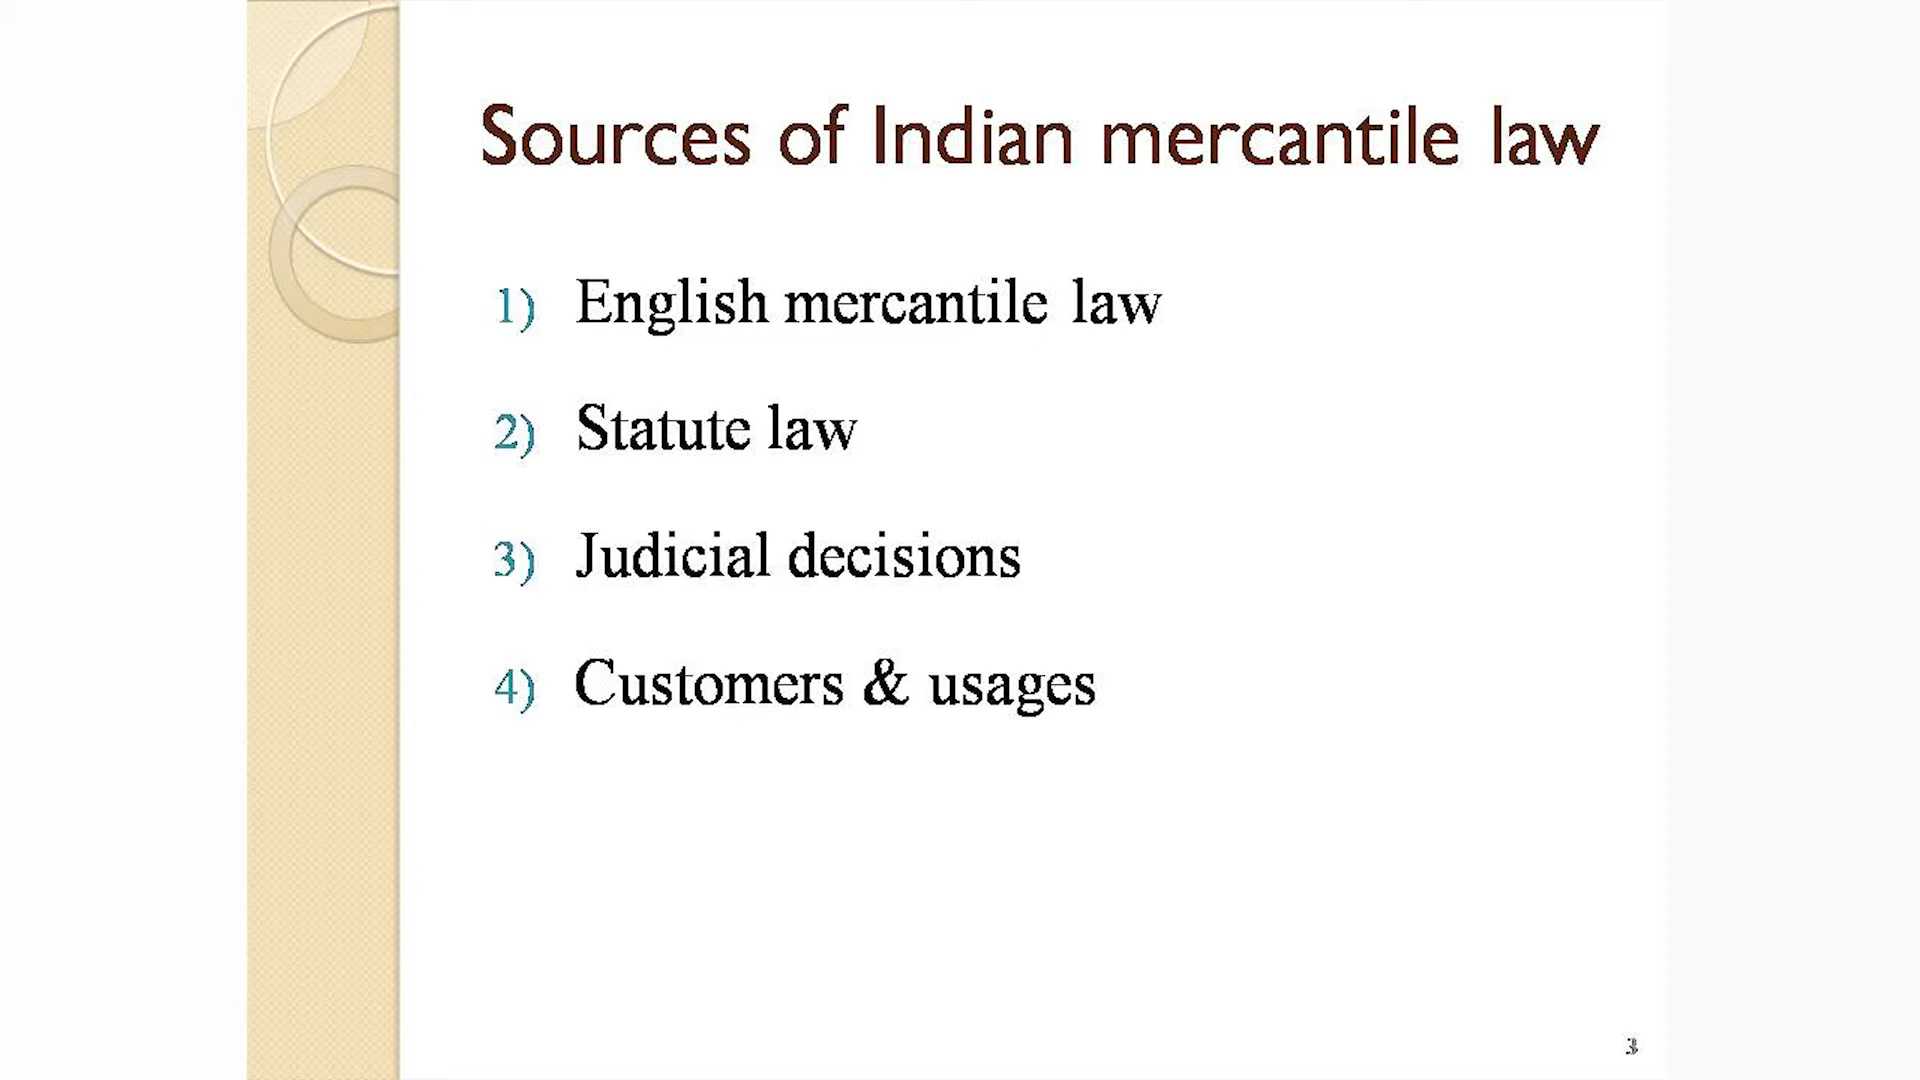 Sources of Indian mercantile law
1) English mercantile law
2) Statute law
3) Judicial decisions
4) Customers & usages
3